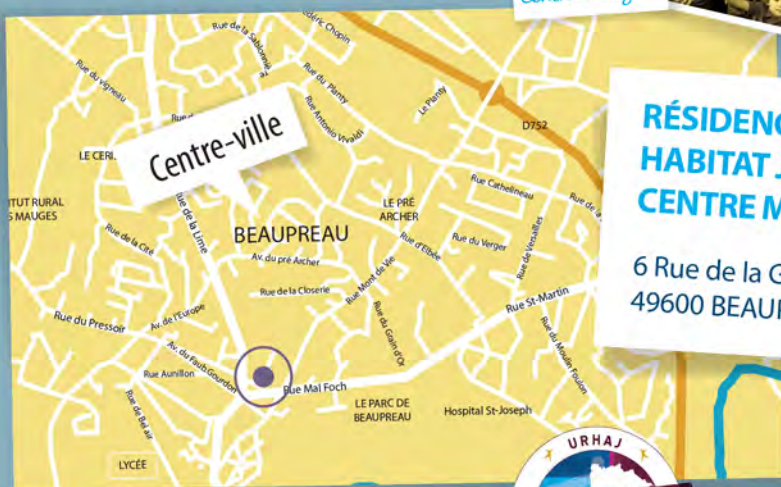 Rue de la Sablonnière
Rue du vigneau
Rue du Planty
Rue Antonio Vivaldi
Le Planty
D752
Centre-ville
LE CERI
Rue Cathelineau
RÉSIDENC
HABITAT J
CENTRE M
6 Rue de la G
49600 BEAUP
TUT RURAL
S MAUGES
Rue de la Lime
Rue de la Cité
BEAUPREAU
LE PRÉ
ARCHER
Rue d'Elbée
Rue du Verger
Rue de Versailles
Av. du pré Archer
Rue de la Closerie
Rue Mont de Vie
Rue du Grain d'Or
Rue St-Martin
Rue du Pressoir
Av. de l'Europe
Av. du Faub Gourdon
Rue Aunillon
Rue Mal Foch
Rue du Moulin Foulon
Rue de Bel air
LE PARC DE
BEAUPREAU
Hospital St-Joseph
LYCÉE
URHAJ